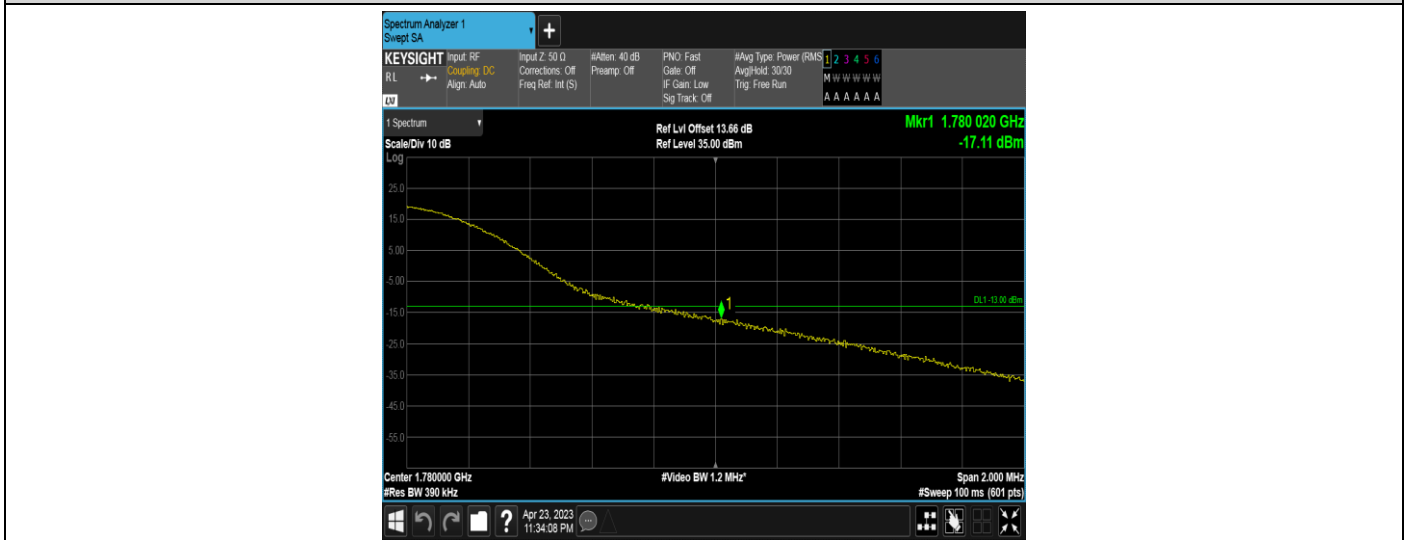 Spectrum Analyzer 1
Swept SA
+
KEYSIGHT
RL
LXI
Input: RF
Coupling: DC
Align: Auto
Input Z: 50 Ω
Corrections: Off
Freq Ref: Int (S)
#Atten: 40 dB
Preamp: Off
PNO: Fast
Gate: Off
IF Gain: Low
Sig Track: Off
#Avg Type: Power (RMS
Avg|Hold: 30/30
Trig: Free Run
1 2 3 4 5 6
M W W W W W
A A A A A A
1 Spectrum
Scale/Div 10 dB
Log
Ref Lvl Offset 13.66 dB
Ref Level 35.00 dBm
Mkr1 1.780 020 GHz
-17.11 dBm
25.0
15.0
5.00
-5.00
-15.0
-25.0
-35.0
-45.0
-55.0
1
DL1 -13.00 dBm
Center 1.780000 GHz
#Res BW 390 kHz
#Video BW 1.2 MHz*
Span 2.000 MHz
#Sweep 100 ms (601 pts)
?
Apr 23, 2023
11:34:08 PM